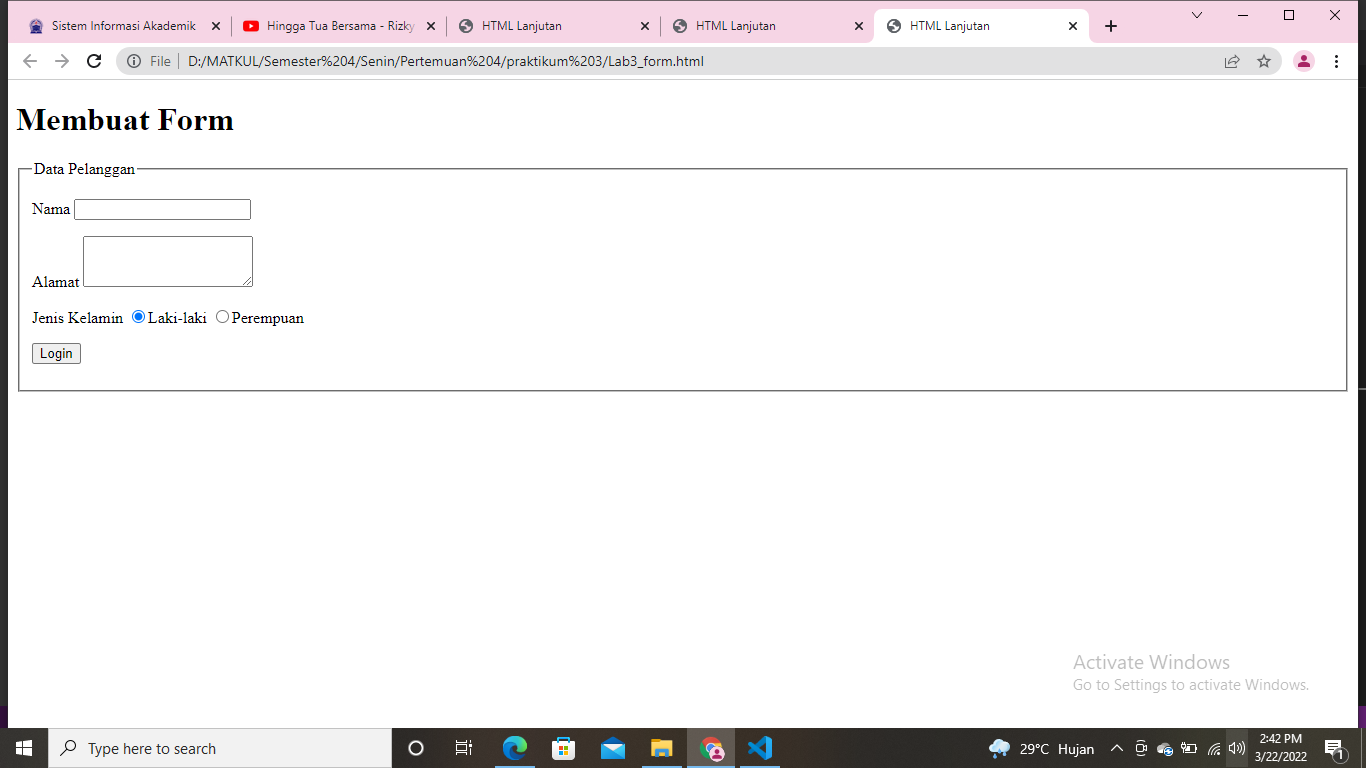 Sistem Informasi Akademik
Hingga Tua Bersama - Rizky
HTML Lanjutan
HTML Lanjutan
HTML Lanjutan
File
D:/MATKUL/Semester%204/Senin/Pertemuan%204/praktikum%203/Lab3_form.html
Membuat Form
Data Pelanggan
Nama
Alamat
Jenis Kelamin Laki-laki Perempuan
Login
Activate Windows
Go to Settings to activate Windows.
Type here to search
29°C Hujan
2:42 PM
3/22/2022
1